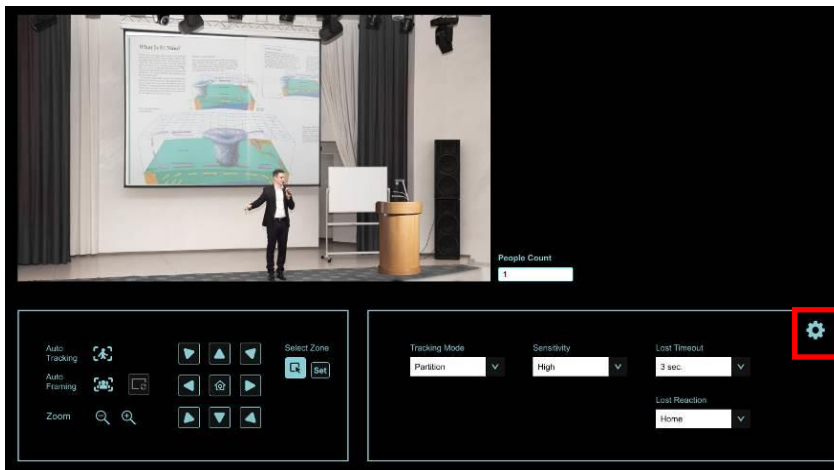 What Is El Niño?
People Count
1
Auto
Tracking
Select Zone
Set
Auto
Framing
Zoom
Tracking Mode
Sensitivity
Lost Timeout
Partition
High
3 sec.
Lost Reaction
Home